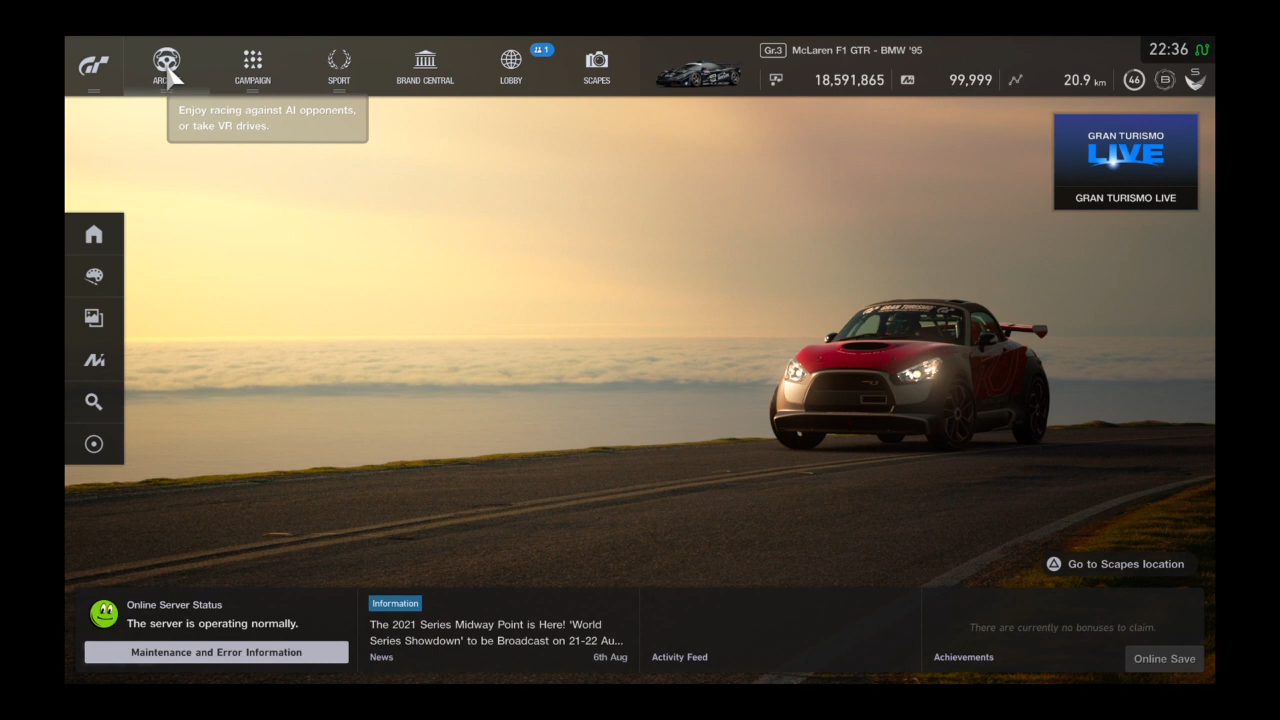 GT
Gr.3 McLaren F1 GTR - BMW '95
22:36
ARC
CAMPAIGN
SPORT
BRAND CENTRAL
LOBBY
1
SCAPES
18,591,865
99,999
20.9 km
46
B
S
Enjoy racing against AI opponents,
or take VR drives.
GRAN TURISMO
LIVE
GRAN TURISMO LIVE
GRAN TURISMO
Go to Scapes location
Online Server Status
The server is operating normally.
Maintenance and Error Information
Information
The 2021 Series Midway Point is Here! 'World
Series Showdown' to be Broadcast on 21-22 Au...
News
6th Aug
Activity Feed
There are currently no bonuses to claim.
Achievements
Online Save